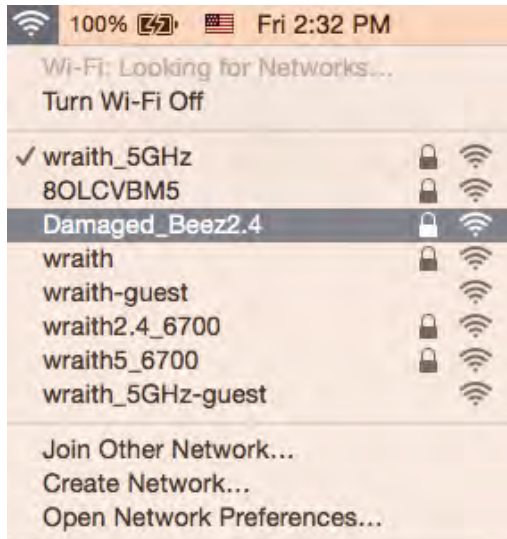 100% Fri 2:32 PM
Wi-Fi: Looking for Networks...
Turn Wi-Fi Off
✓ wraith_5GHz
8OLCVBM5
Damaged_Beez2.4
wraith
wraith-guest
wraith2.4_6700
wraith5_6700
wraith_5GHz-guest
Join Other Network...
Create Network...
Open Network Preferences...